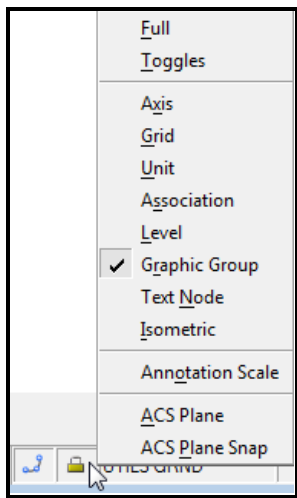 Full
Toggles
Axis
Grid
Unit
Association
Level
Graphic Group
Text Node
Isometric
Annotation Scale
ACS Plane
ACS Plane Snap